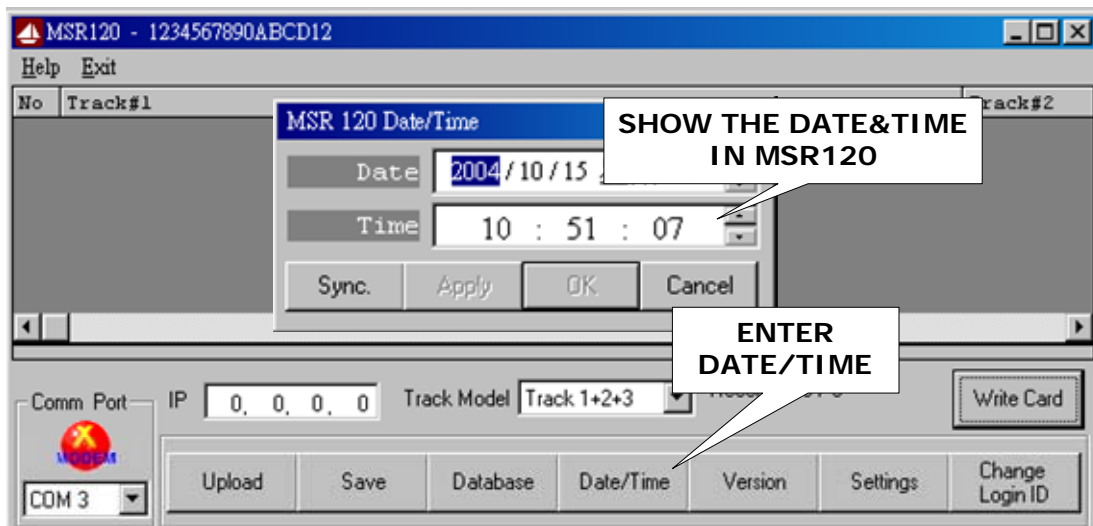 MSR120 - 1234567890ABCD12
Help Exit
No Track#1 Track#2
MSR 120 Date/Time
SHOW THE DATE&TIME
IN MSR120
Date 2004/10/15
Time 10 : 51 : 07
Sync. Apply OK Cancel
ENTER
DATE/TIME
Comm Port IP 0, 0, 0, 0 Track Model Track 1+2+3 Write Card
X
MODEM
COM 3 Upload Save Database Date/Time Version Settings Change
Login ID